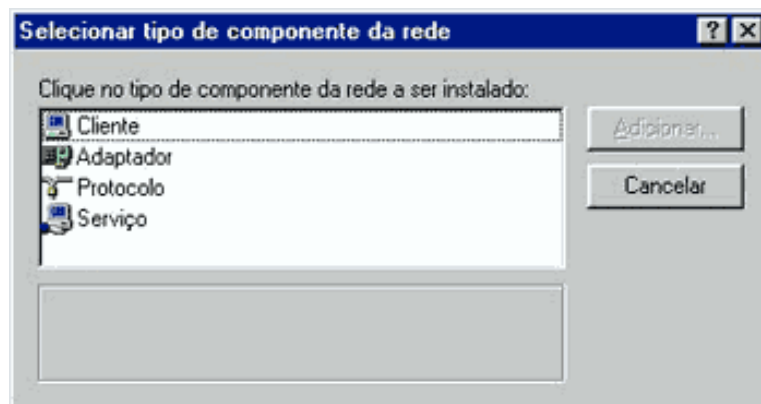 Selecionar tipo de componente da rede
Clique no tipo de componente da rede a ser instalado:
Cliente
Adaptador
Protocolo
Serviço
Adicionar...
Cancelar